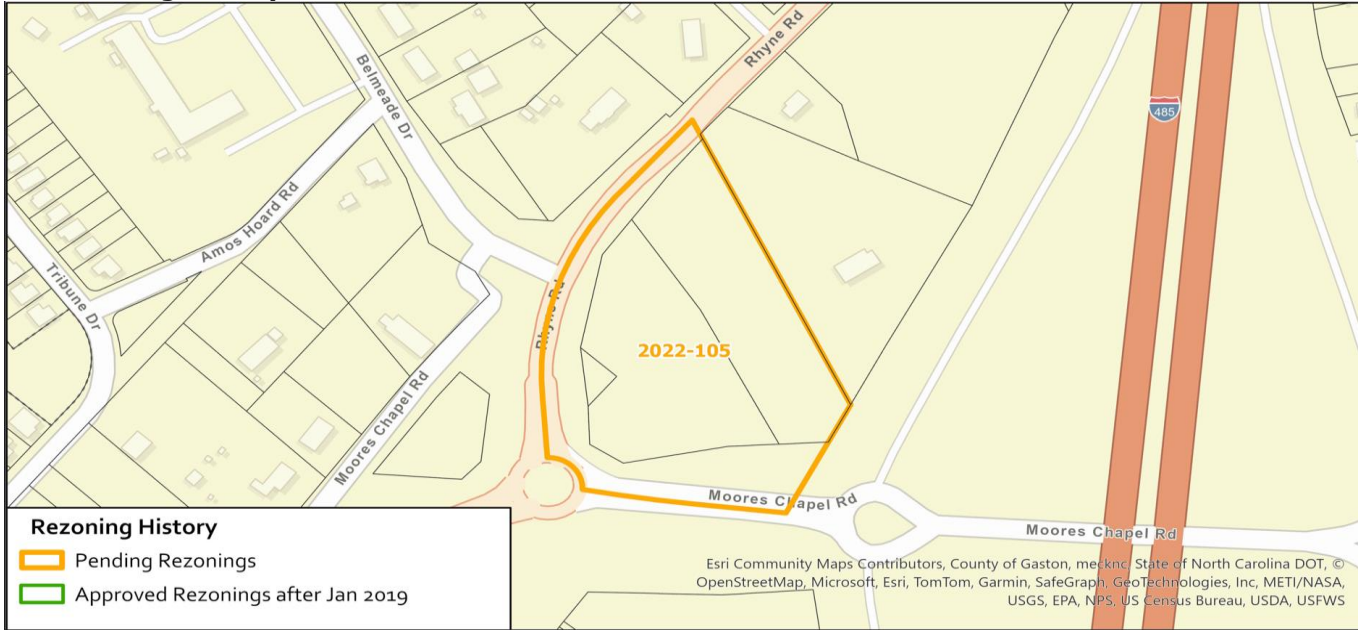 Rhyne Rd
Belmeade Dr
485
Amos Hoard Rd
Tribune Dr
Rhyne Rd
2022-105
Moores Chapel Rd
Moores Chapel Rd
Moores Chapel Rd
Rezoning History
Pending Rezonings
Approved Rezonings after Jan 2019
Esri Community Maps Contributors, County of Gaston, mecknc, State of North Carolina DOT, ©
OpenStreetMap, Microsoft, Esri, TomTom, Garmin, SafeGraph, GeoTechnologies, Inc, METI/NASA,
USGS, EPA, NPS, US Census Bureau, USDA, USFWS